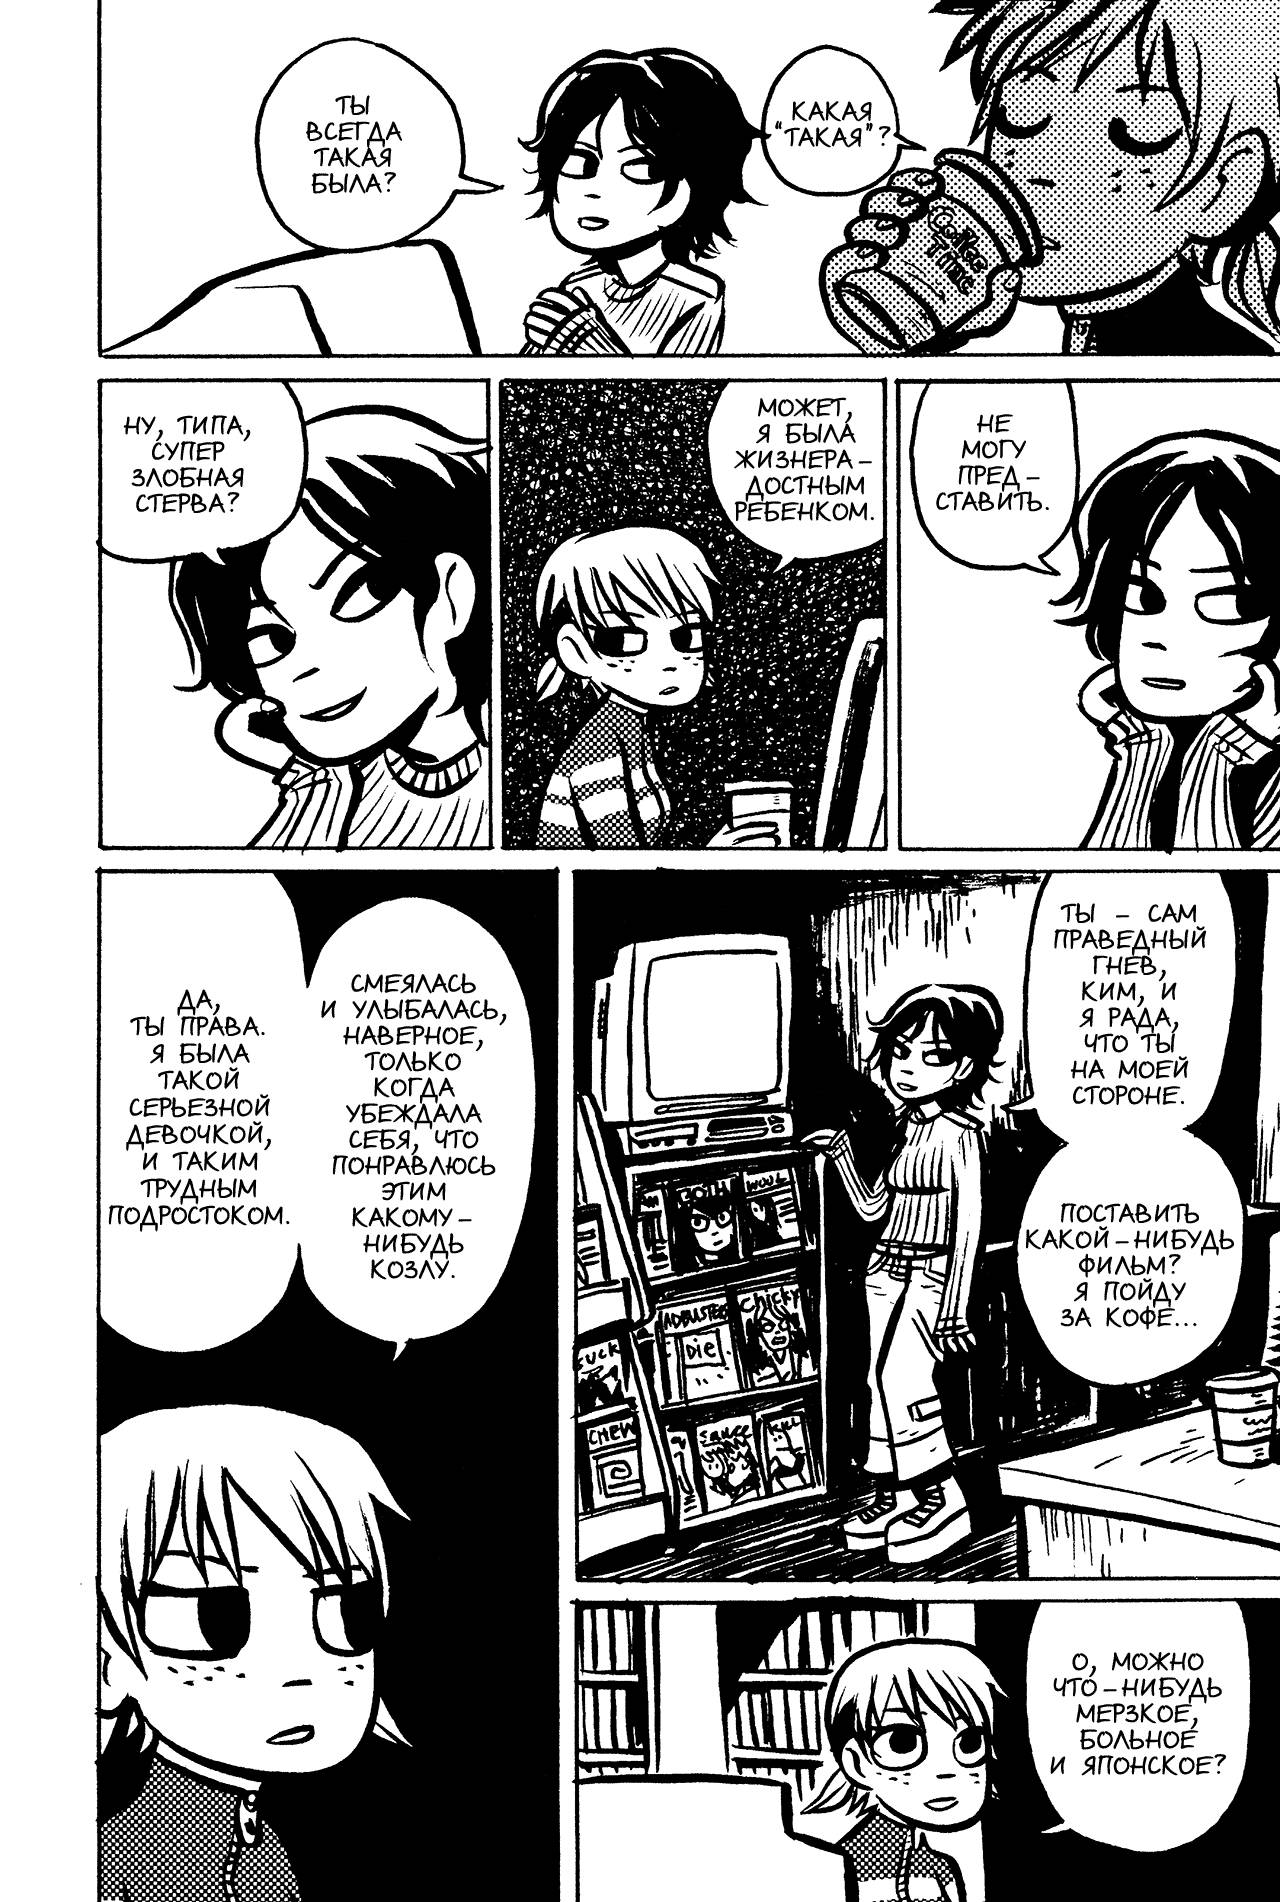 ТЫ
ВСЕГДА
ТАКАЯ
БЫЛА?
КАКАЯ
"ТАКАЯ"?
Coffee
Time
НУ, ТИПА,
СУПЕР
ЗЛОБНАЯ
СТЕРВА?
МОЖЕТ,
Я БЫЛА
ЖИЗНЕРА-
ДОСТНЫМ
РЕБЕНКОМ.
НЕ
МОГУ
ПРЕД-
СТАВИТЬ.
ДА,
ТЫ ПРАВА.
Я БЫЛА
ТАКОЙ
СЕРЬЕЗНОЙ
ДЕВОЧКОЙ,
И ТАКИМ
ТРУДНЫМ
ПОДРОСТОКОМ.
СМЕЯЛАСЬ
И УЛЫБАЛАСЬ,
НАВЕРНОЕ,
ТОЛЬКО
КОГДА
УБЕЖДАЛА
СЕБЯ, ЧТО
ПОНРАВЛЮСЬ
ЭТИМ
КАКОМУ-
НИБУДЬ
КОЗЛУ.
ТЫ - САМ
ПРАВЕДНЫЙ
ГНЕВ,
КИМ, И
Я РАДА,
ЧТО ТЫ
НА МОЕЙ
СТОРОНЕ.
ПОСТАВИТЬ
КАКОЙ-НИБУДЬ
ФИЛЬМ?
Я ПОЙДУ
ЗА КОФЕ...
GOTH
ADBUSTED
DIE.
CHICKY
CHEW
О, МОЖНО
ЧТО-НИБУДЬ
МЕРЗКОЕ,
БОЛЬНОЕ
И ЯПОНСКОЕ?